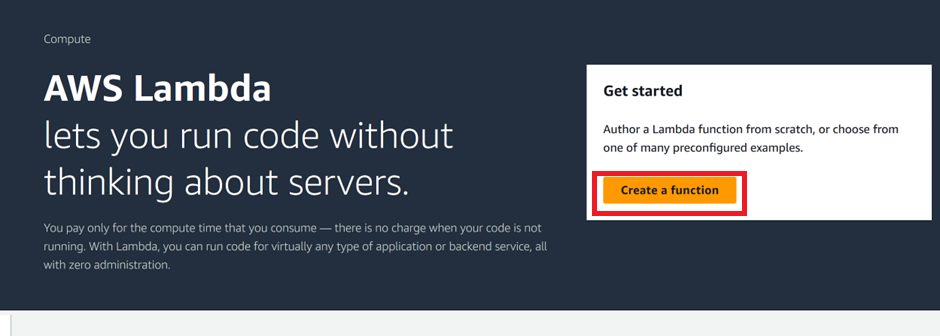 Compute
AWS Lambda
lets you run code without
thinking about servers.
You pay only for the compute time that you consume — there is no charge when your code is not
running. With Lambda, you can run code for virtually any type of application or backend service, all
with zero administration.
Get started
Author a Lambda function from scratch, or choose from
one of many preconfigured examples.
Create a function